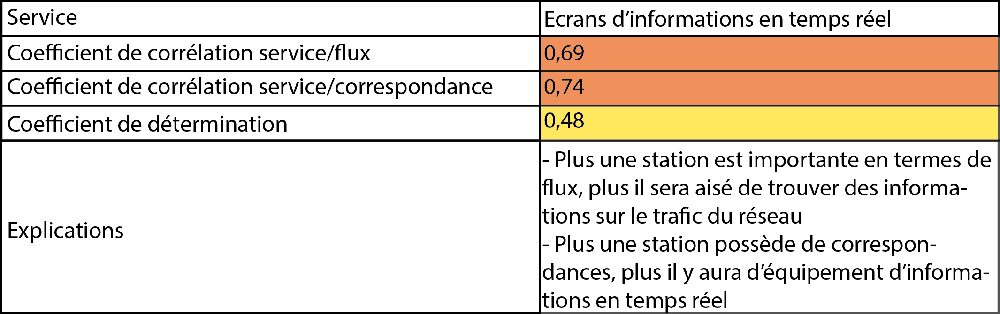 Service
Ecrans d’informations en temps réel
Coefficient de corrélation service/flux
0,69
Coefficient de corrélation service/correspondance
0,74
Coefficient de détermination
0,48
Explications
- Plus une station est importante en termes de
flux, plus il sera aisé de trouver des informa-
tions sur le trafic du réseau
- Plus une station possède de correspon-
dances, plus il y aura d’équipement d’informa-
tions en temps réel